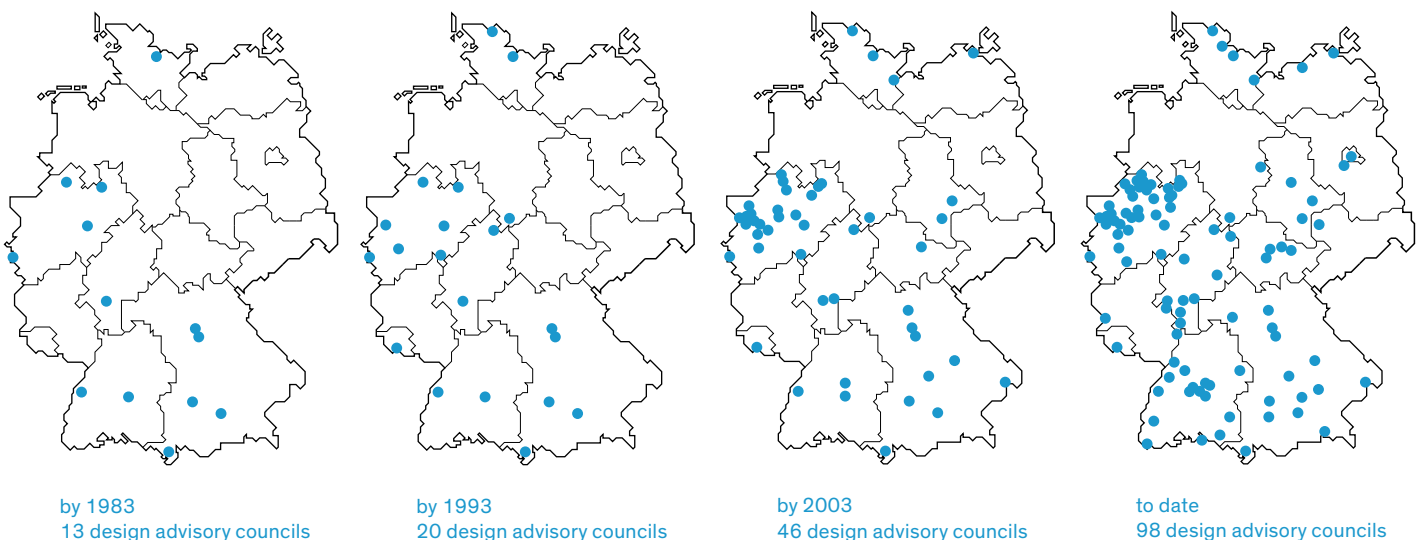 by 1983
13 design advisory councils
by 1993
20 design advisory councils
by 2003
46 design advisory councils
to date
98 design advisory councils